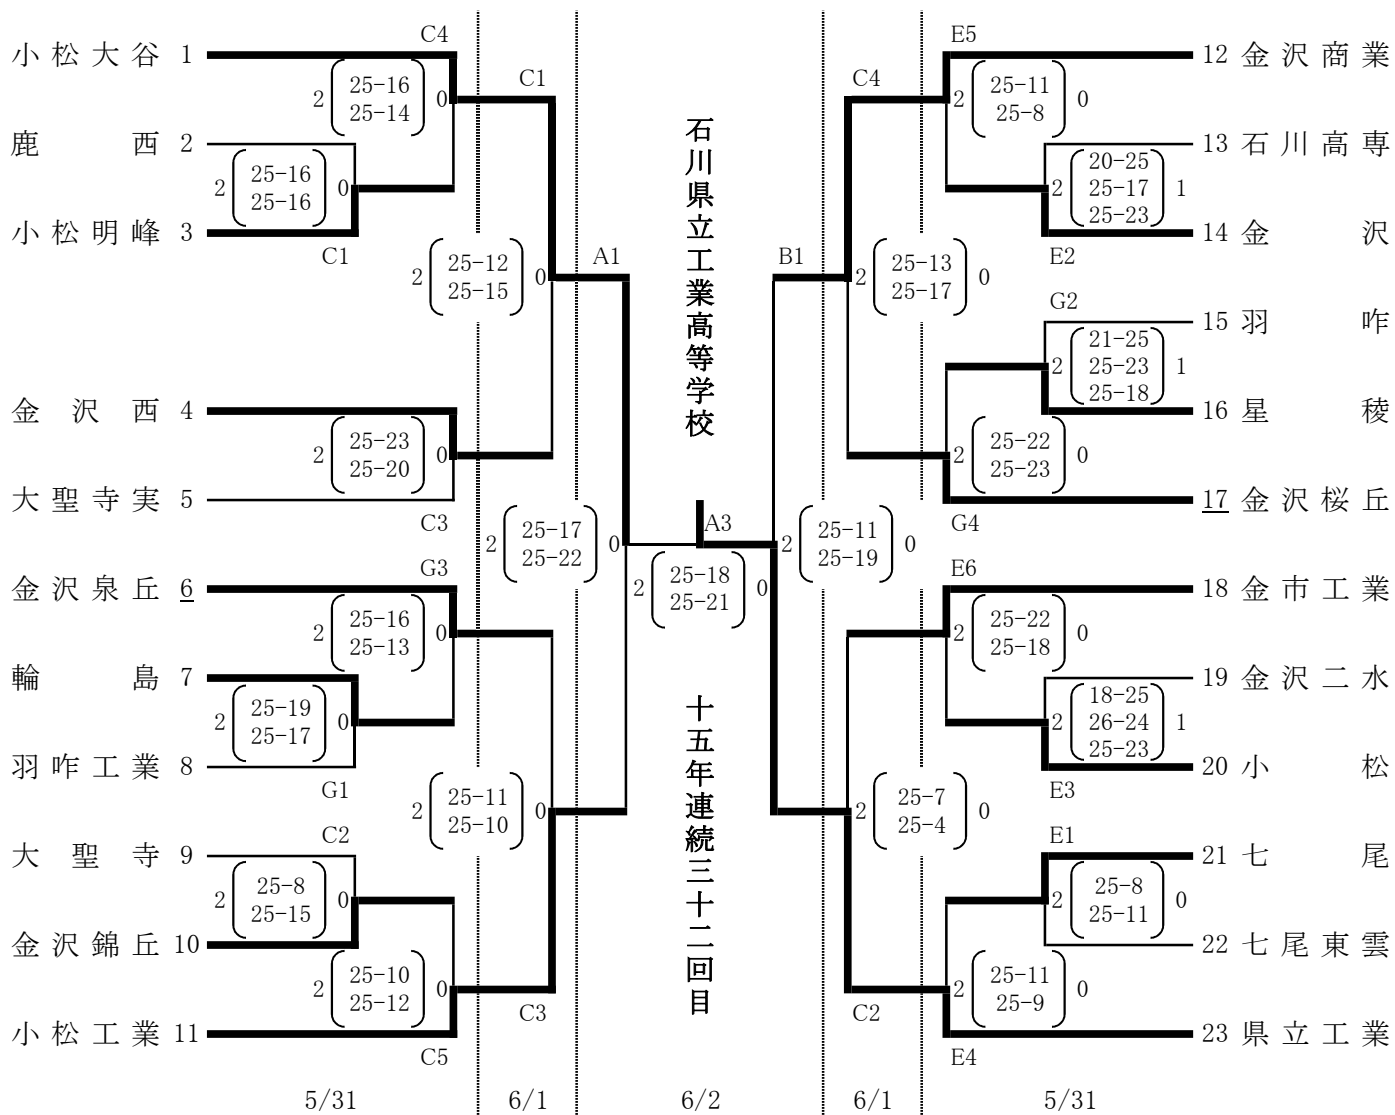 C4
小松大谷 1
2 25-16 0
25-14
鹿西 2
2 25-16 0
25-16
小松明峰 3
C1
C1
2 25-12 0
25-15
A1
金沢西 4
2 25-23 0
25-20
大聖寺実 5
C3
2 25-17 0
25-22
G3
金沢泉丘 6
2 25-16 0
25-13
輪島 7
2 25-19 0
25-17
羽咋工業 8
G1
2 25-11 0
25-10
C2
大聖寺 9
2 25-8 0
25-15
金沢錦丘 10
2 25-10 0
25-12
小松工業 11
C5
C3
石川県立工業高等学校
A3
2 25-18 0
25-21
十五年連続三十二回目
E5
12 金沢商業
2 25-11 0
25-8
13 石川高専
2 20-25 1
25-17
25-23
14 金沢
E2
C4
B1
2 25-13 0
25-17
G2
15 羽咋
2 21-25 1
25-23
25-18
16 星稜
2 25-22 0
25-23
17 金沢桜丘
G4
2 25-11 0
25-19
E6
18 金市工業
2 25-22 0
25-18
19 金沢二水
2 18-25 1
26-24
25-23
20 小松
E3
2 25-7 0
25-4
E1
21 七尾
2 25-8 0
25-11
22 七尾東雲
2 25-11 0
25-9
23 県立工業
E4
C2
5/31 6/1 6/2 6/1 5/31